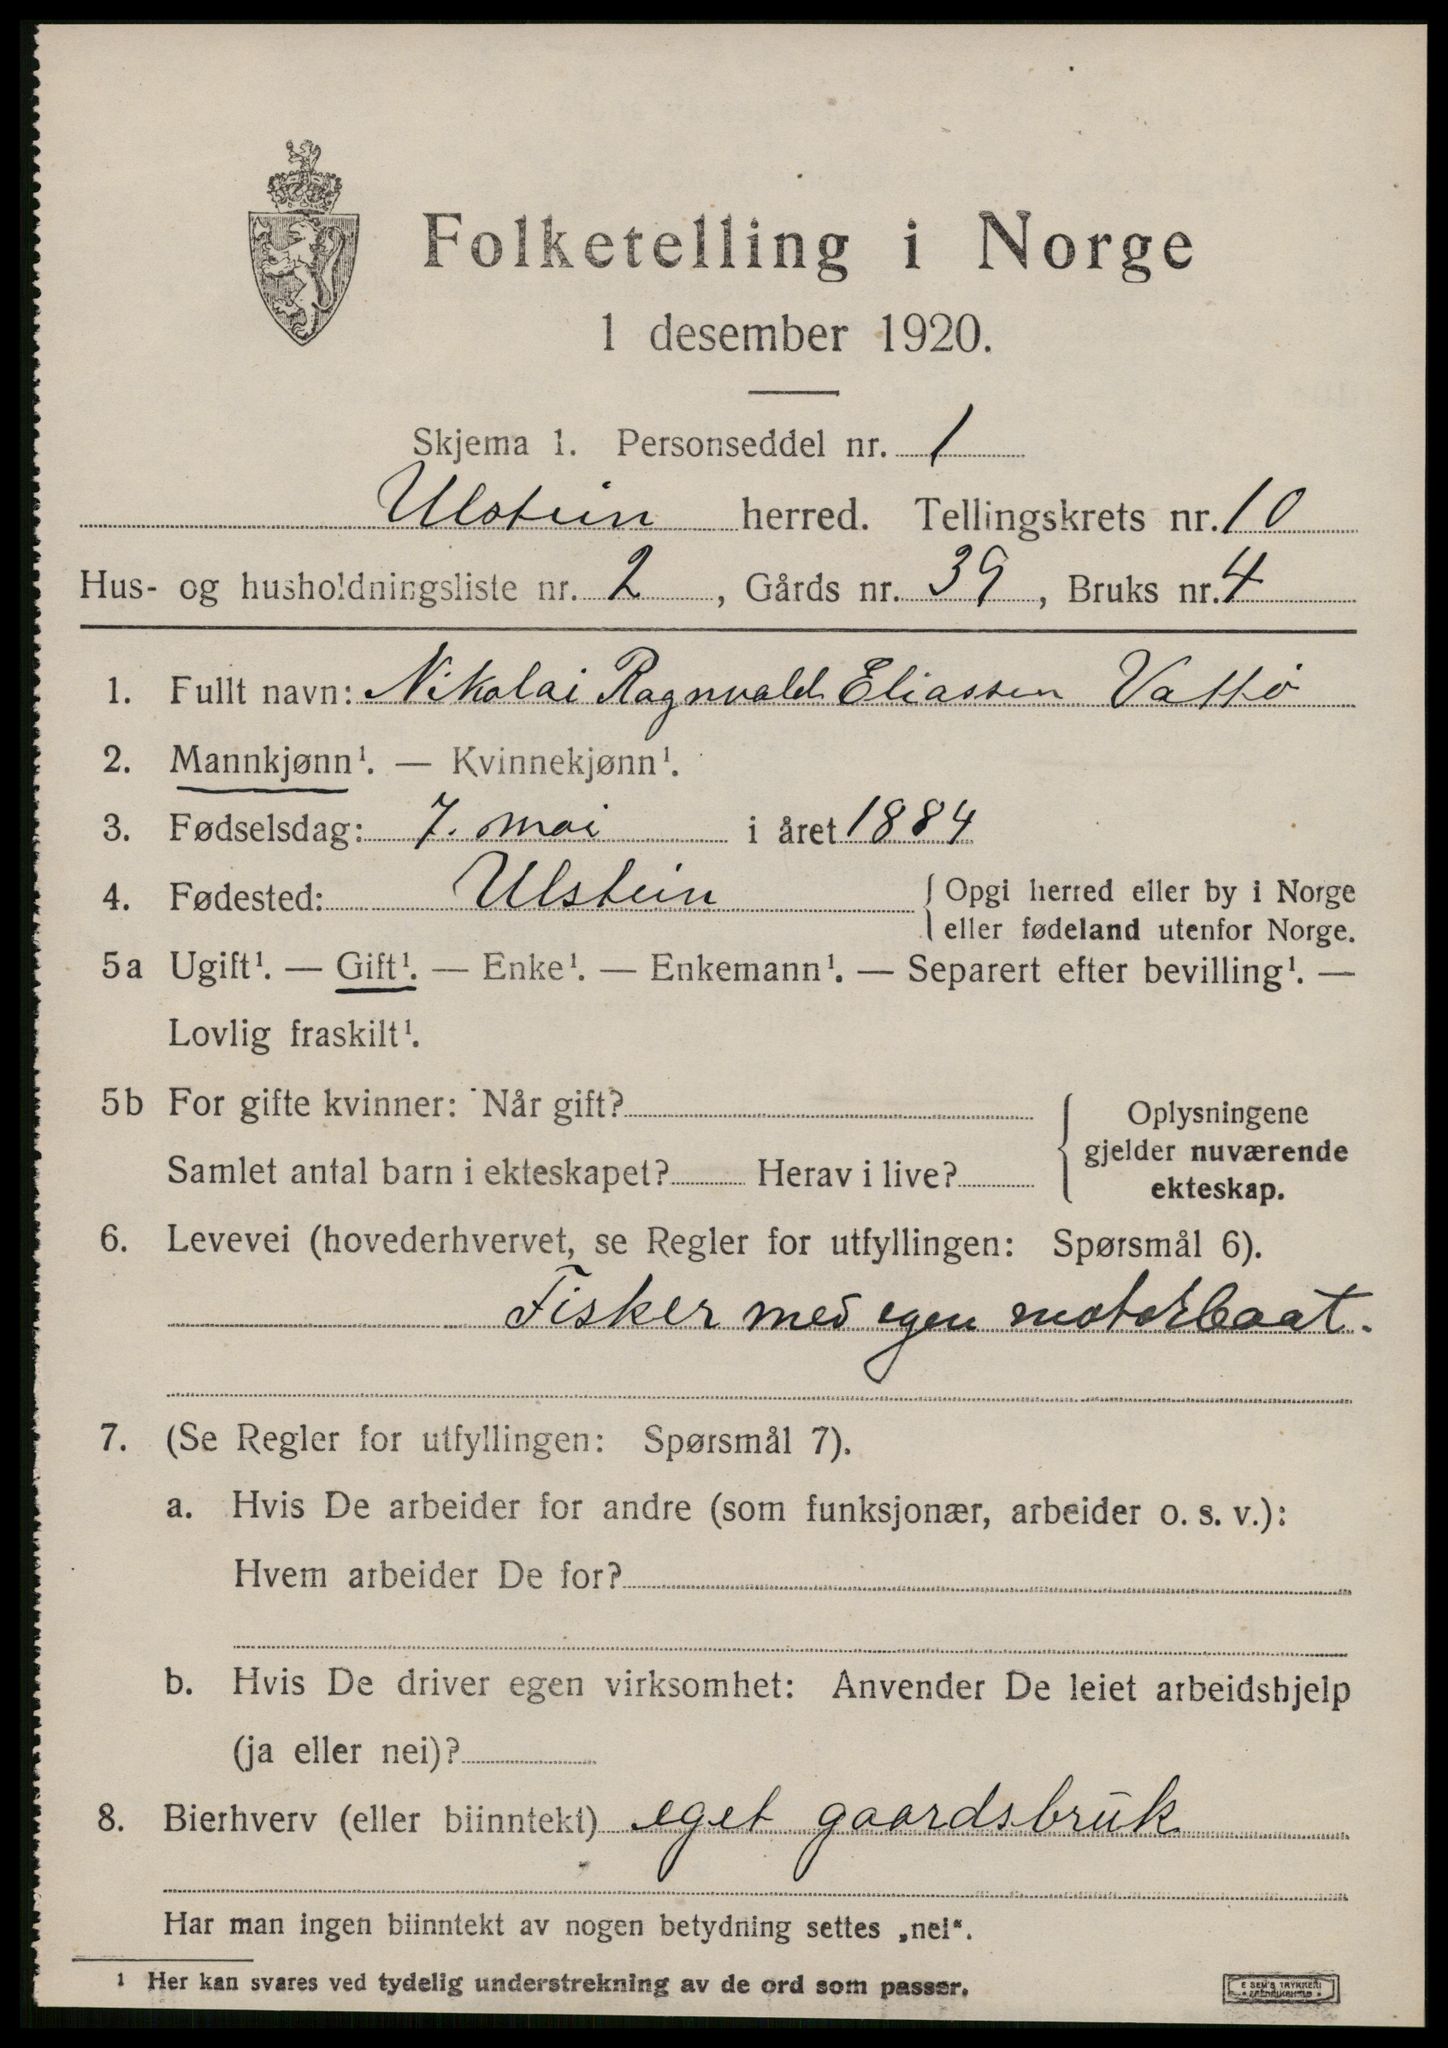 Folketelling i Norge
1 desember 1920.
Skjema 1. Personseddel nr. 1
Ulstein herred. Tellingskrets nr. 10
Hus- og husholdningsliste nr. 2, Gårds nr. 39, Bruks nr. 4
1. Fullt navn: Nikolai Ragnvald Eliassen Vattø
2. Mannkjønn¹. — Kvinnekjønn¹.
3. Fødselsdag: 7. mai i året 1884
4. Fødested: Ulstein { Opgi herred eller by i Norge
eller fødeland utenfor Norge.
5a Ugift¹. — Gift¹. — Enke¹. — Enkemann¹. — Separert efter bevilling¹. —
Lovlig fraskilt¹.
5b For gifte kvinner: Når gift? { Oplysningene
gjelder nuværende
Samlet antal barn i ekteskapet? Herav i live? ekteskap.
6. Levevei (hovederhvervet, se Regler for utfyllingen: Spørsmål 6).
Fisker med egen motorbaat.
7. (Se Regler for utfyllingen: Spørsmål 7).
a. Hvis De arbeider for andre (som funksjonær, arbeider o. s. v.):
Hvem arbeider De for?
b. Hvis De driver egen virksomhet: Anvender De leiet arbeidshjelp
(ja eller nei)?
8. Bierhverv (eller biinntekt) eget gaardsbruk
Har man ingen biinntekt av nogen betydning settes „nei“.
¹ Her kan svares ved tydelig understrekning av de ord som passer.